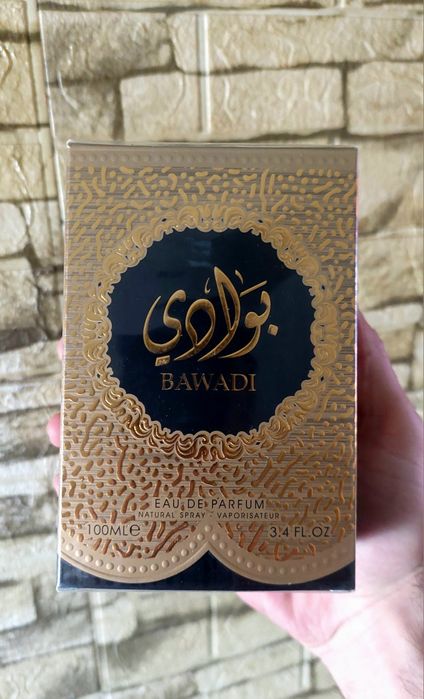 بوادي
BAWADI
EAU DE PARFUM
NATURAL SPRAY - VAPORISATEUR
100ML℮ 3.4 FL.OZ